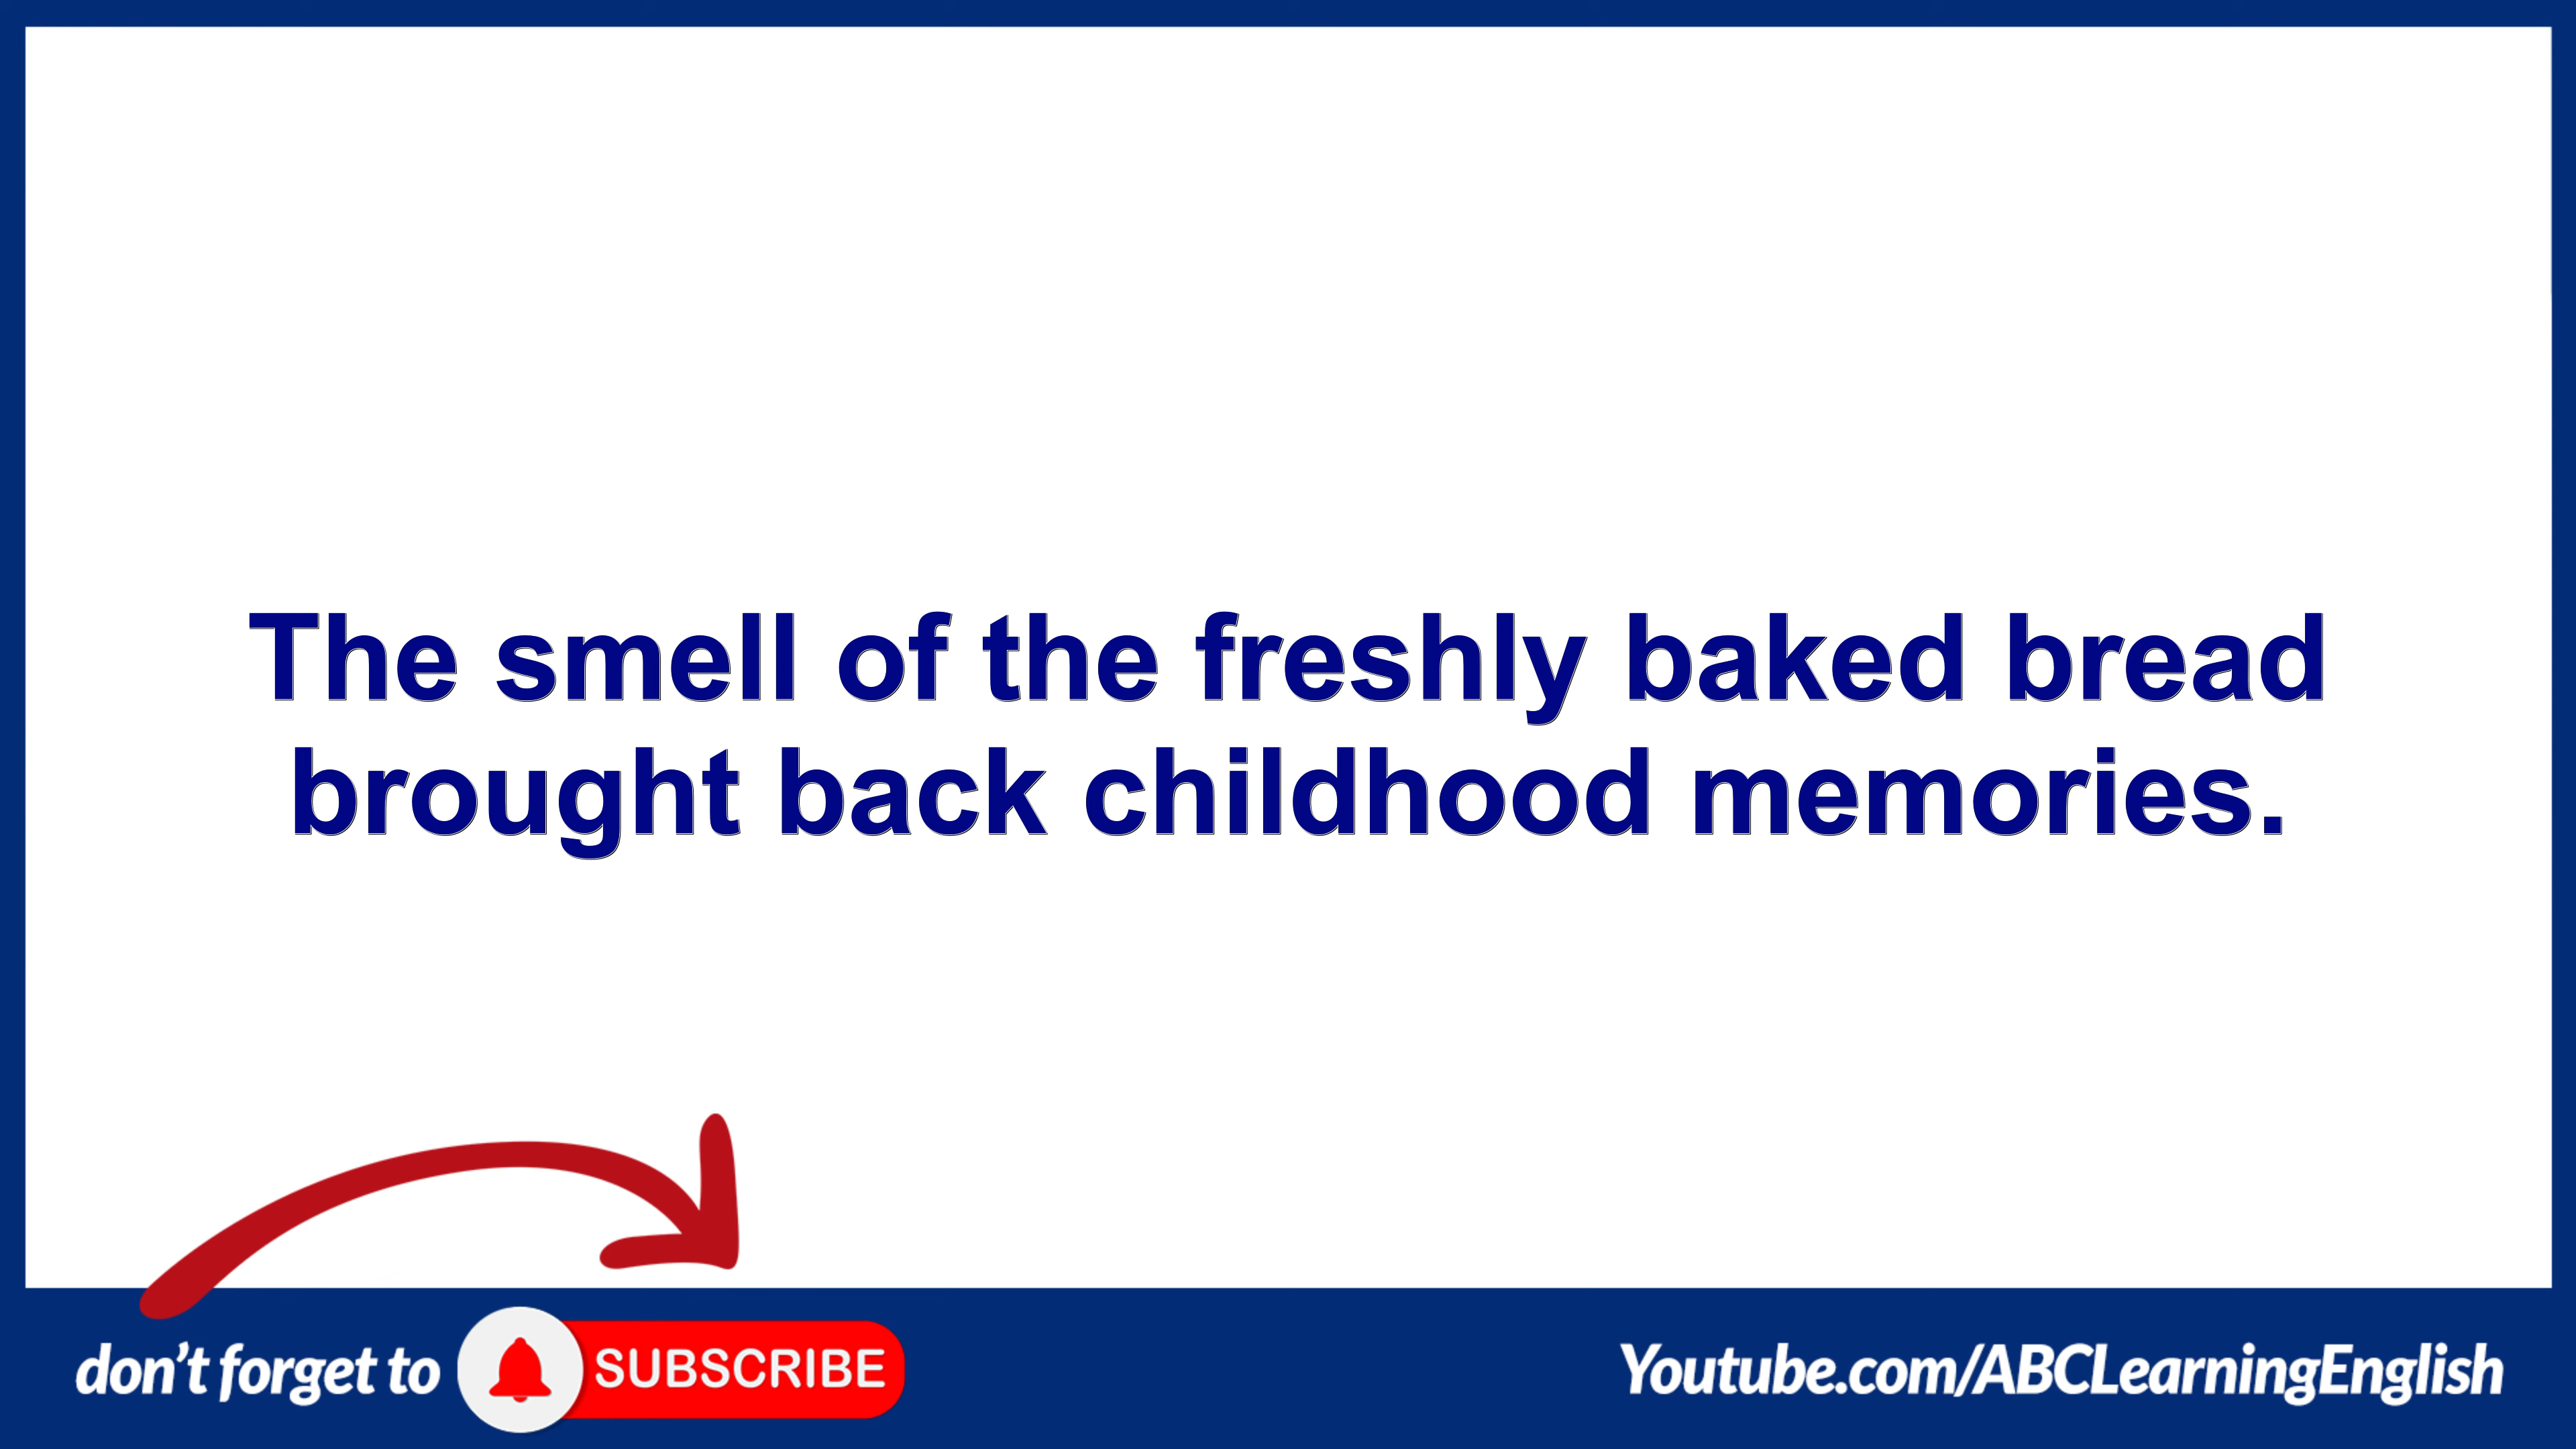 The smell of the freshly baked bread
brought back childhood memories.
don't forget to SUBSCRIBE
Youtube.com/ABCLearningEnglish